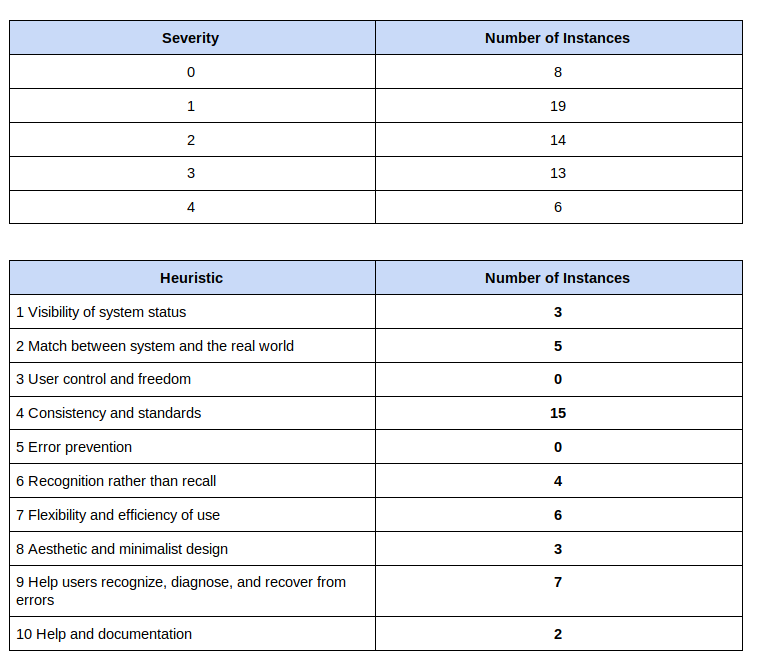 Severity Number of Instances
0 8
1 19
2 14
3 13
4 6
Heuristic Number of Instances
1 Visibility of system status 3
2 Match between system and the real world 5
3 User control and freedom 0
4 Consistency and standards 15
5 Error prevention 0
6 Recognition rather than recall 4
7 Flexibility and efficiency of use 6
8 Aesthetic and minimalist design 3
9 Help users recognize, diagnose, and recover from 7
errors
10 Help and documentation 2